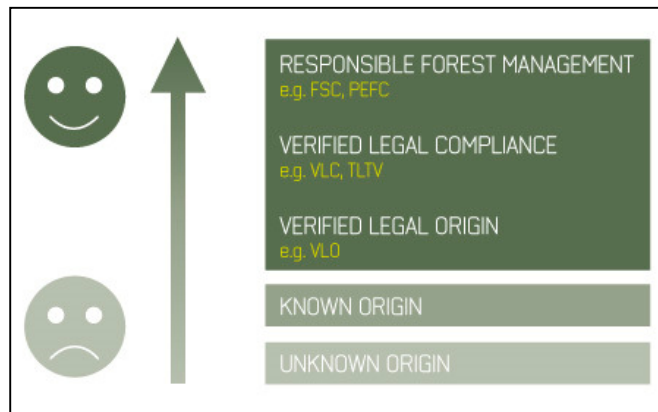 RESPONSIBLE FOREST MANAGEMENT
e.g. FSC, PEFC
VERIFIED LEGAL COMPLIANCE
e.g. VLC, TLTV
VERIFIED LEGAL ORIGIN
e.g. VLO
KNOWN ORIGIN
UNKNOWN ORIGIN